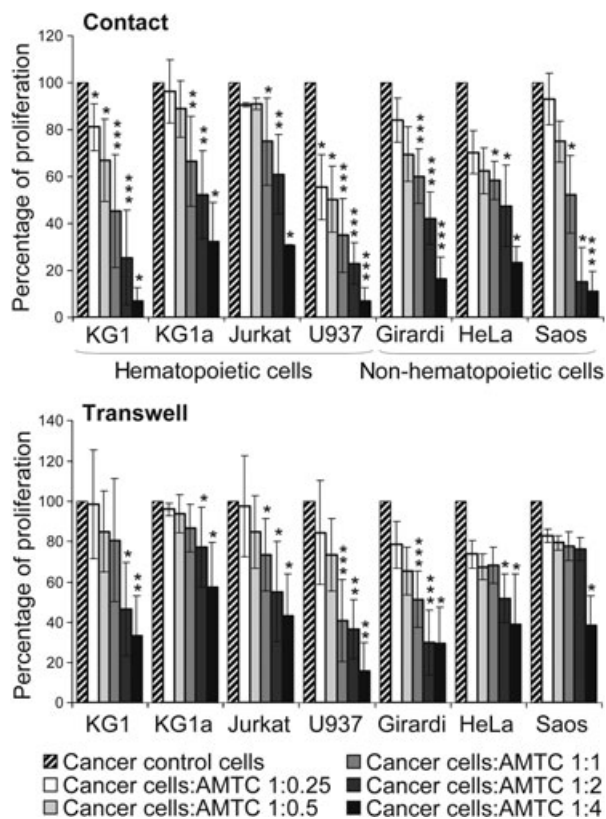 Contact
Percentage of proliferation
120
100
80
60
40
20
0
* * *** *** *
** ** *
* ** *
* * *** *** ***
*** *** ***
* * *
* * ***
KG1 KG1a Jurkat U937 Girardi HeLa Saos
Hematopoietic cells Non-hematopoietic cells
Transwell
Percentage of proliferation
140
120
100
80
60
40
20
0
* **
* *
* * *
*** ** **
*** *** *
* *
*
KG1 KG1a Jurkat U937 Girardi HeLa Saos
Cancer control cells
Cancer cells:AMTC 1:0.25
Cancer cells:AMTC 1:0.5
Cancer cells:AMTC 1:1
Cancer cells:AMTC 1:2
Cancer cells:AMTC 1:4